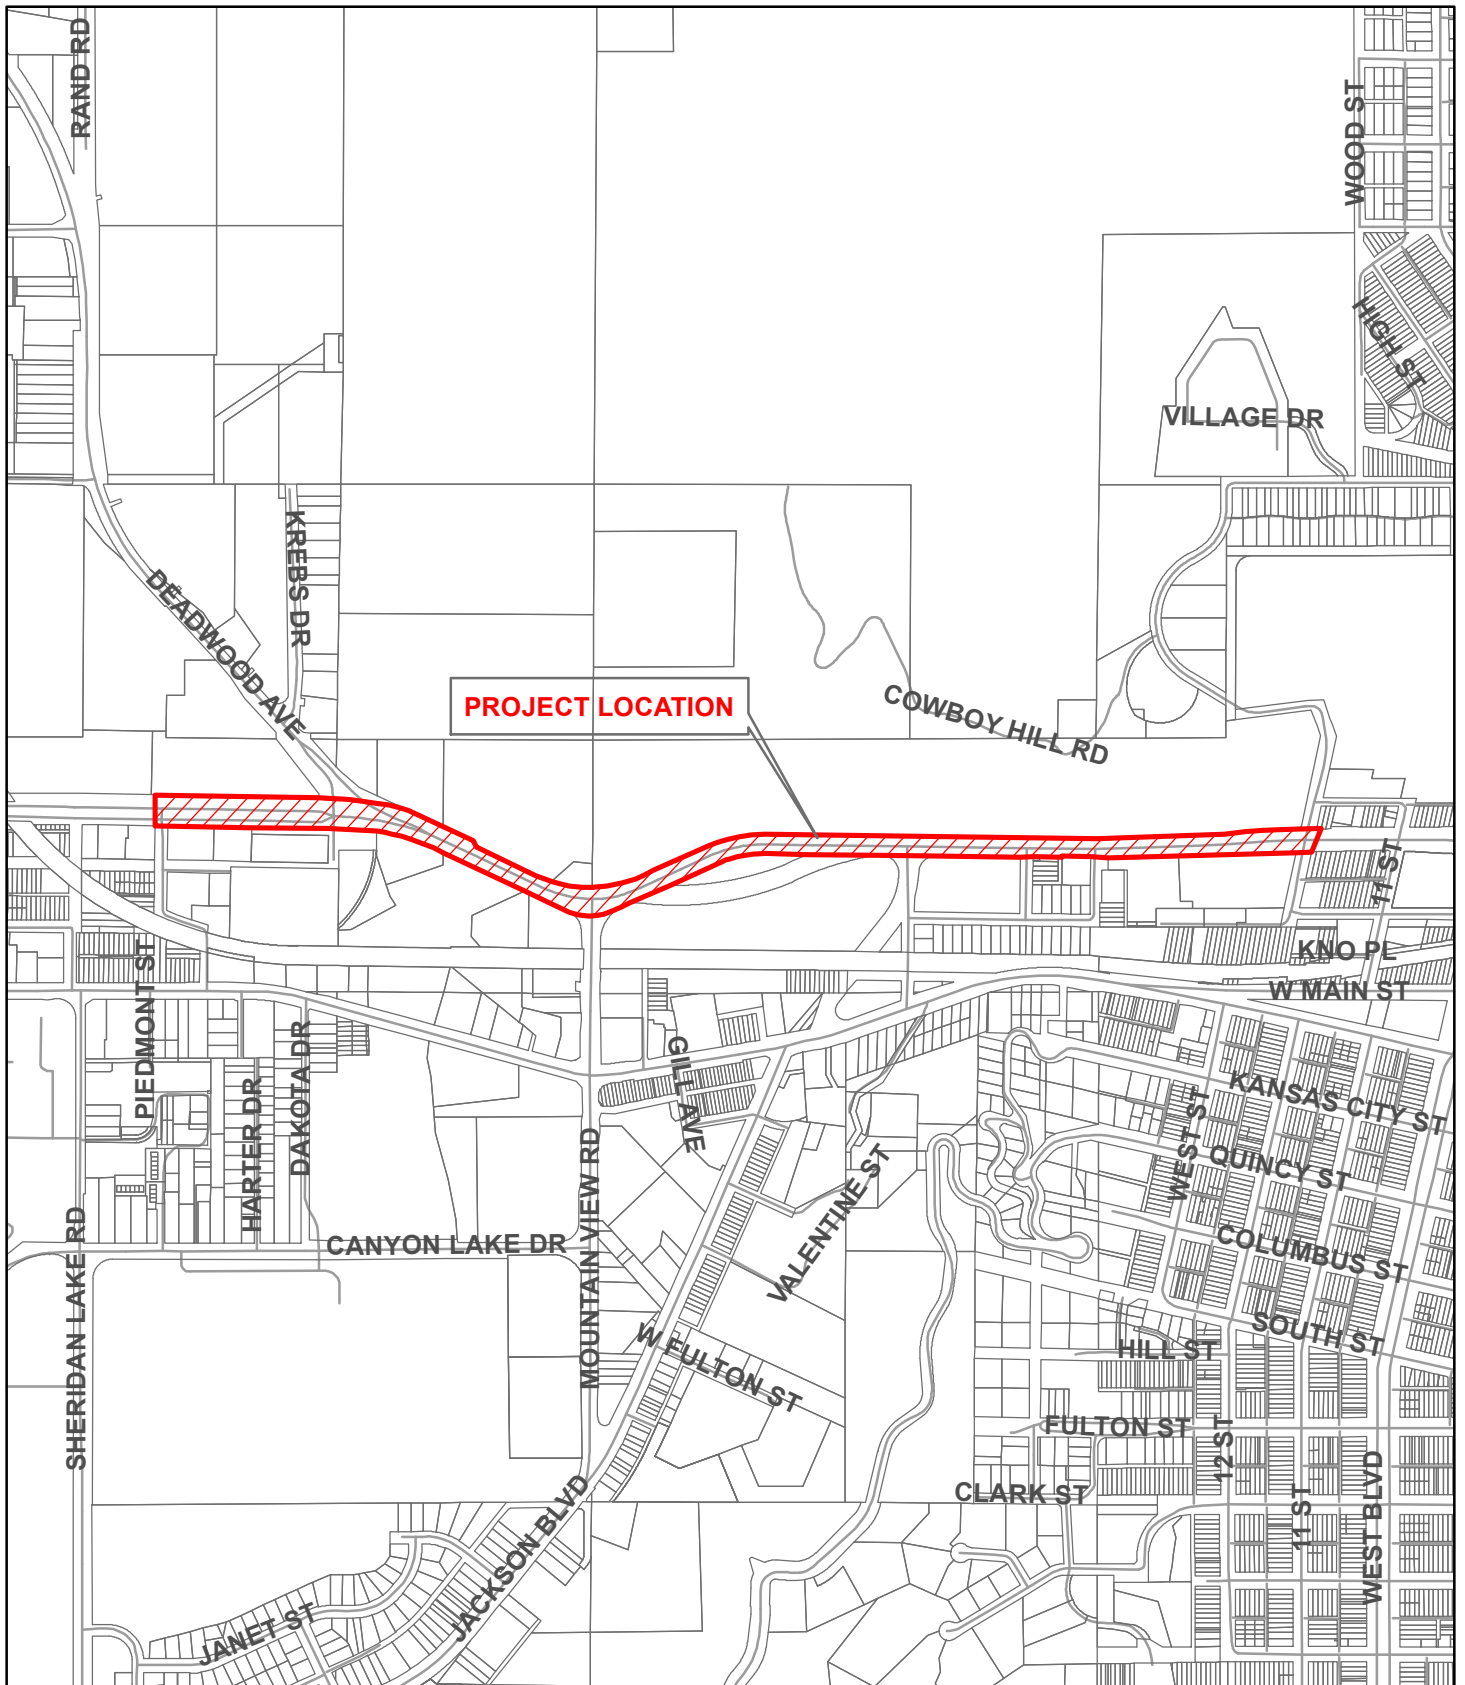 RAND RD
WOOD ST
HIGH ST
VILLAGE DR
KREBS DR
DEADWOOD AVE
PROJECT LOCATION
COWBOY HILL RD
11 ST
KNO PL
W MAIN ST
PIEDMONT ST
HARTER DR
DAKOTA DR
GILL AVE
KANSAS CITY ST
WEST ST
QUINCY ST
VALENTINE ST
MOUNTAIN VIEW RD
SHERIDAN LAKE RD
CANYON LAKE DR
COLUMBUS ST
SOUTH ST
HILL ST
W FULTON ST
FULTON ST
12 ST
CLARK ST
11 ST
WEST BLVD
JACKSON BLVD
JANET ST